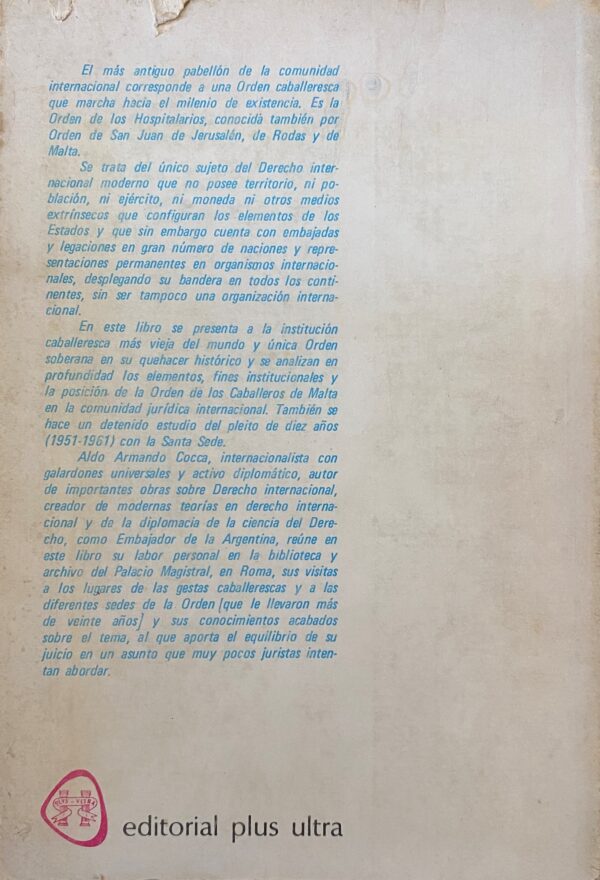 El más antiguo pabellón de la comunidad
internacional corresponde a una Orden caballeresca
que marcha hacia el milenio de existencia. Es la
Orden de los Hospitalarios, conocida también por
Orden de San Juan de Jerusalén, de Rodas y de
Malta.
Se trata del único sujeto del Derecho inter-
nacional moderno que no posee territorio, ni po-
blación, ni ejército, ni moneda ni otros medios
extrínsecos que configuran los elementos de los
Estados y que sin embargo cuenta con embajadas
y legaciones en gran número de naciones y repre-
sentaciones permanentes en organismos internacio-
nales, desplegando su bandera en todos los conti-
nentes, sin ser tampoco una organización interna-
cional.
En este libro se presenta a la institución
caballeresca más vieja del mundo y única Orden
soberana en su quehacer histórico y se analizan en
profundidad los elementos, fines institucionales y
la posición de la Orden de los Caballeros de Malta
en la comunidad jurídica internacional. También se
hace un detenido estudio del pleito de diez años
(1951-1961) con la Santa Sede.
Aldo Armando Cocca, internacionalista con
galardones universales y activo diplomático, autor
de importantes obras sobre Derecho internacional,
creador de modernas teorías en derecho interna-
cional y de la diplomacia de la ciencia del Dere-
cho, como Embajador de la Argentina, reúne en
este libro su labor personal en la biblioteca y
archivo del Palacio Magistral, en Roma, sus visitas
a los lugares de las gestas caballerescas y a las
diferentes sedes de la Orden [que le llevaron más
de veinte años] y sus conocimientos acabados
sobre el tema, al que aporta el equilibrio de su
juicio en un asunto que muy pocos juristas inten-
tan abordar.
PLVS - VLTRA
editorial plus ultra